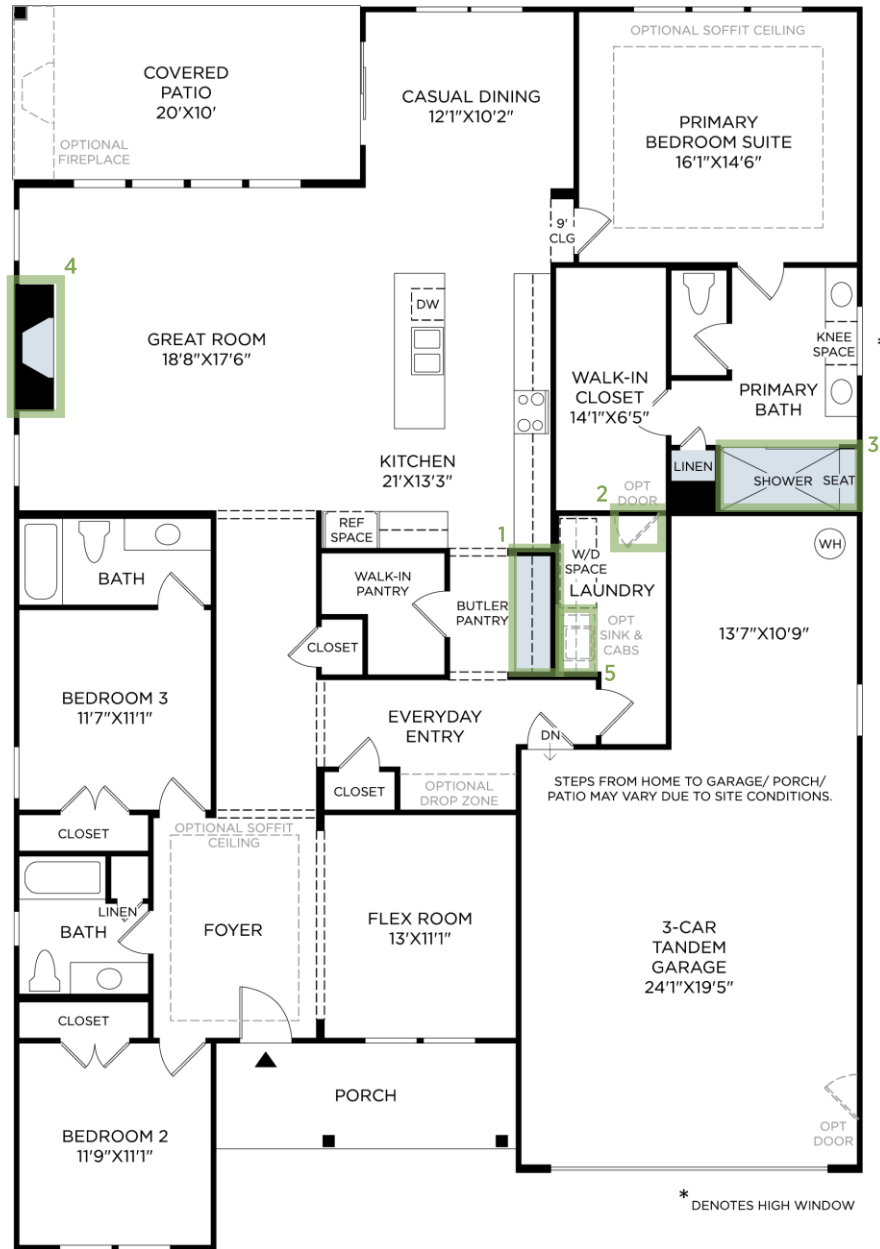 OPTIONAL SOFFIT CEILING
COVERED
PATIO
20'X10'
CASUAL DINING
12'1"X10'2"
PRIMARY
BEDROOM SUITE
16'1"X14'6"
OPTIONAL
FIREPLACE
9'
CLG
4
DW
GREAT ROOM
18'8"X17'6"
KNEE
SPACE
*
WALK-IN
CLOSET
14'1"X6'5"
PRIMARY
BATH
KITCHEN
21'X13'3"
LINEN
SHOWER
SEAT
3
OPT
DOOR
2
REF
SPACE
1
WH
BATH
WALK-IN
PANTRY
BUTLER
PANTRY
W/D
SPACE
LAUNDRY
OPT
SINK &
CABS
13'7"X10'9"
CLOSET
5
BEDROOM 3
11'7"X11'1"
EVERYDAY
ENTRY
DN
CLOSET
OPTIONAL
DROP ZONE
STEPS FROM HOME TO GARAGE/ PORCH/
PATIO MAY VARY DUE TO SITE CONDITIONS.
CLOSET
OPTIONAL SOFFIT
CEILING
LINEN
BATH
FOYER
FLEX ROOM
13'X11'1"
3-CAR
TANDEM
GARAGE
24'1"X19'5"
CLOSET
PORCH
BEDROOM 2
11'9"X11'1"
OPT
DOOR
* DENOTES HIGH WINDOW